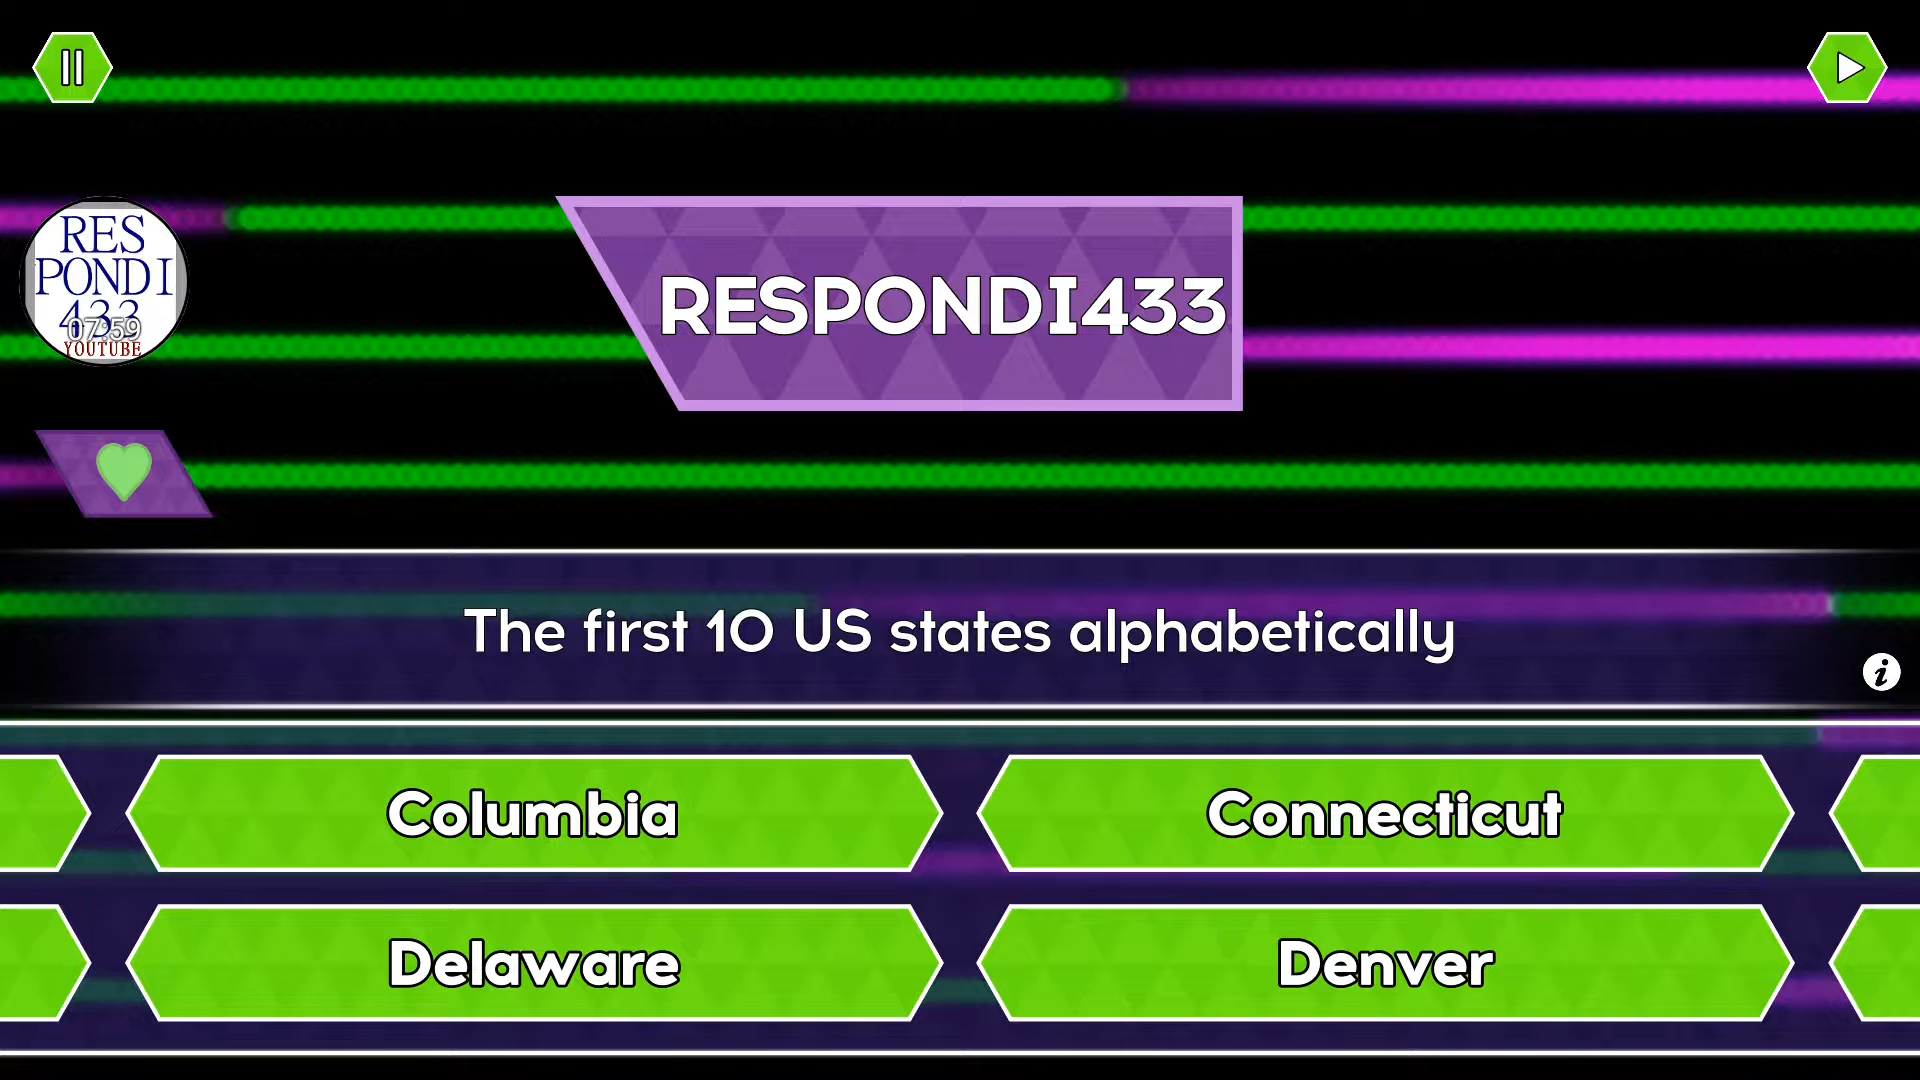 RES
POND I
433
07:59
YOUTUBE
RESPONDI433
The first 10 US states alphabetically
i
Columbia
Connecticut
Delaware
Denver